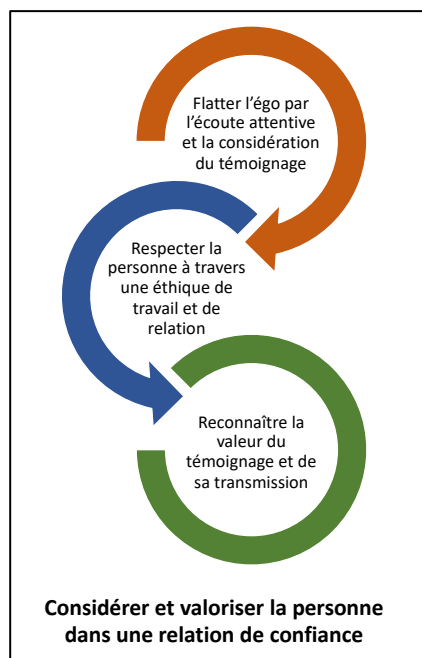 Flatter l'égo par
l'écoute attentive
et la considération
du témoignage
Respecter la
personne à travers
une éthique de
travail et de
relation
Reconnaître la
valeur du
témoignage et de
sa transmission
Considérer et valoriser la personne
dans une relation de confiance